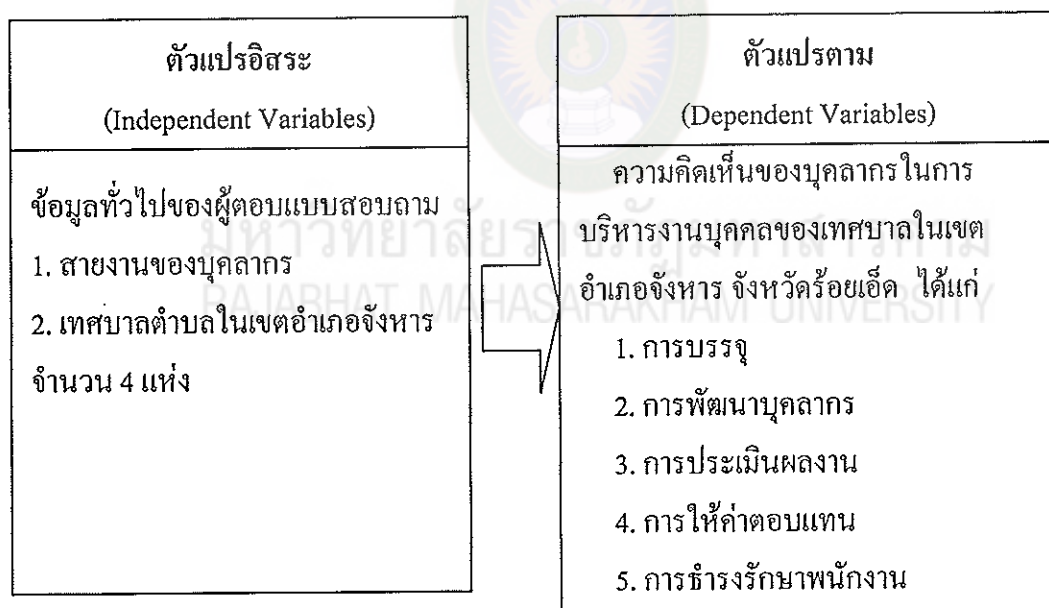 ตัวแปรอิสระ
(Independent Variables)
ข้อมูลทั่วไปของผู้ตอบแบบสอบถาม
1. สายงานของบุคลากร
2. เทศบาลตำบลในเขตอำเภอจังหาร
จำนวน 4 แห่ง
ตัวแปรตาม
(Dependent Variables)
ความคิดเห็นของบุคลากรในการ
บริหารงานบุคคลของเทศบาลในเขต
อำเภอจังหาร จังหวัดร้อยเอ็ด ได้แก่
1. การบรรจุ
2. การพัฒนาบุคลากร
3. การประเมินผลงาน
4. การให้ค่าตอบแทน
5. การธำรงรักษาพนักงาน
มหาวิทยาลัยราชภัฏมหาสารคาม
RAJABHAT MAHASARAKHAM UNIVERSITY